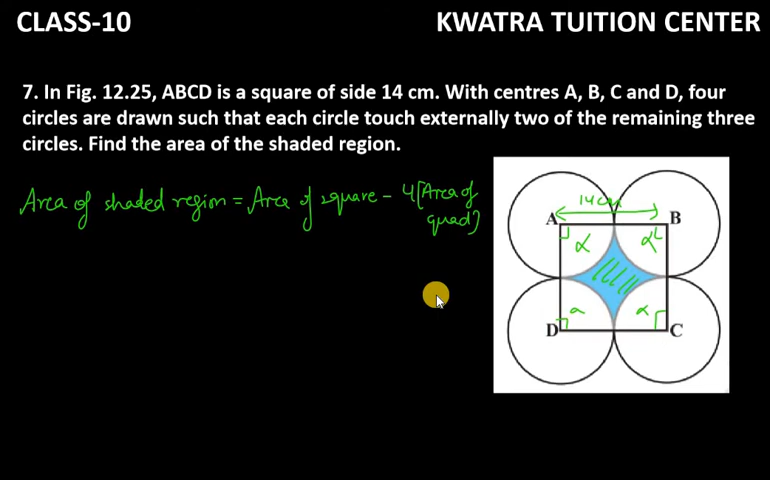 CLASS-10
KWATRA TUITION CENTER
7. In Fig. 12.25, ABCD is a square of side 14 cm. With centres A, B, C and D, four
circles are drawn such that each circle touch externally two of the remaining three
circles. Find the area of the shaded region.
Area of shaded region = Area of square - 4[Area of
quad]
14cm
A
B
α
α
α
α
D
C